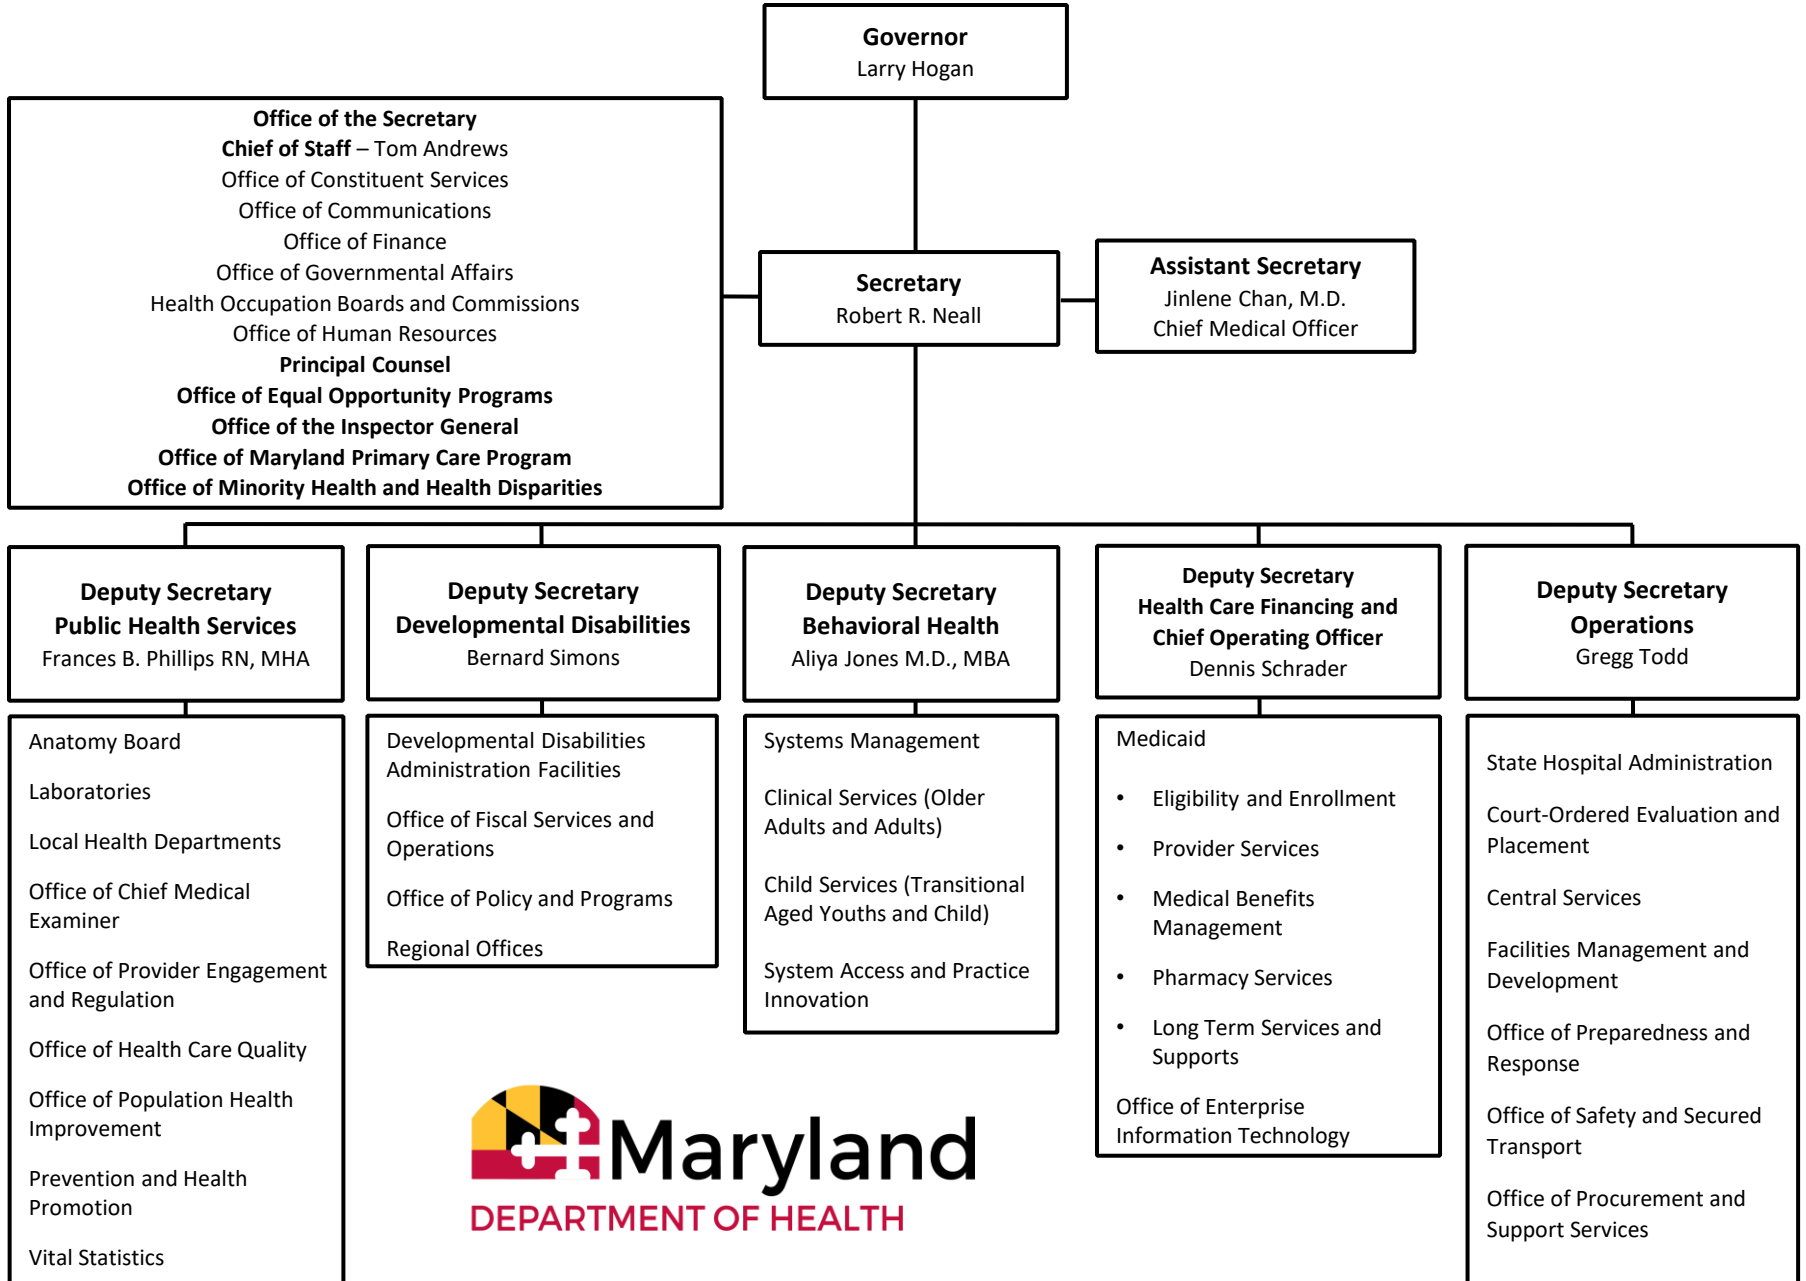 Governor
Larry Hogan
Office of the Secretary
Chief of Staff – Tom Andrews
Office of Constituent Services
Office of Communications
Office of Finance
Office of Governmental Affairs
Health Occupation Boards and Commissions
Office of Human Resources
Principal Counsel
Office of Equal Opportunity Programs
Office of the Inspector General
Office of Maryland Primary Care Program
Office of Minority Health and Health Disparities
Secretary
Robert R. Neall
Assistant Secretary
Jinlene Chan, M.D.
Chief Medical Officer
Deputy Secretary
Public Health Services
Frances B. Phillips RN, MHA
Anatomy Board
Laboratories
Local Health Departments
Office of Chief Medical
Examiner
Office of Provider Engagement
and Regulation
Office of Health Care Quality
Office of Population Health
Improvement
Prevention and Health
Promotion
Vital Statistics
Deputy Secretary
Developmental Disabilities
Bernard Simons
Developmental Disabilities
Administration Facilities
Office of Fiscal Services and
Operations
Office of Policy and Programs
Regional Offices
Deputy Secretary
Behavioral Health
Aliya Jones M.D., MBA
Systems Management
Clinical Services (Older
Adults and Adults)
Child Services (Transitional
Aged Youths and Child)
System Access and Practice
Innovation
Deputy Secretary
Health Care Financing and
Chief Operating Officer
Dennis Schrader
Medicaid
• Eligibility and Enrollment
• Provider Services
• Medical Benefits
Management
• Pharmacy Services
• Long Term Services and
Supports
Office of Enterprise
Information Technology
Deputy Secretary
Operations
Gregg Todd
State Hospital Administration
Court-Ordered Evaluation and
Placement
Central Services
Facilities Management and
Development
Office of Preparedness and
Response
Office of Safety and Secured
Transport
Office of Procurement and
Support Services
Maryland
DEPARTMENT OF HEALTH